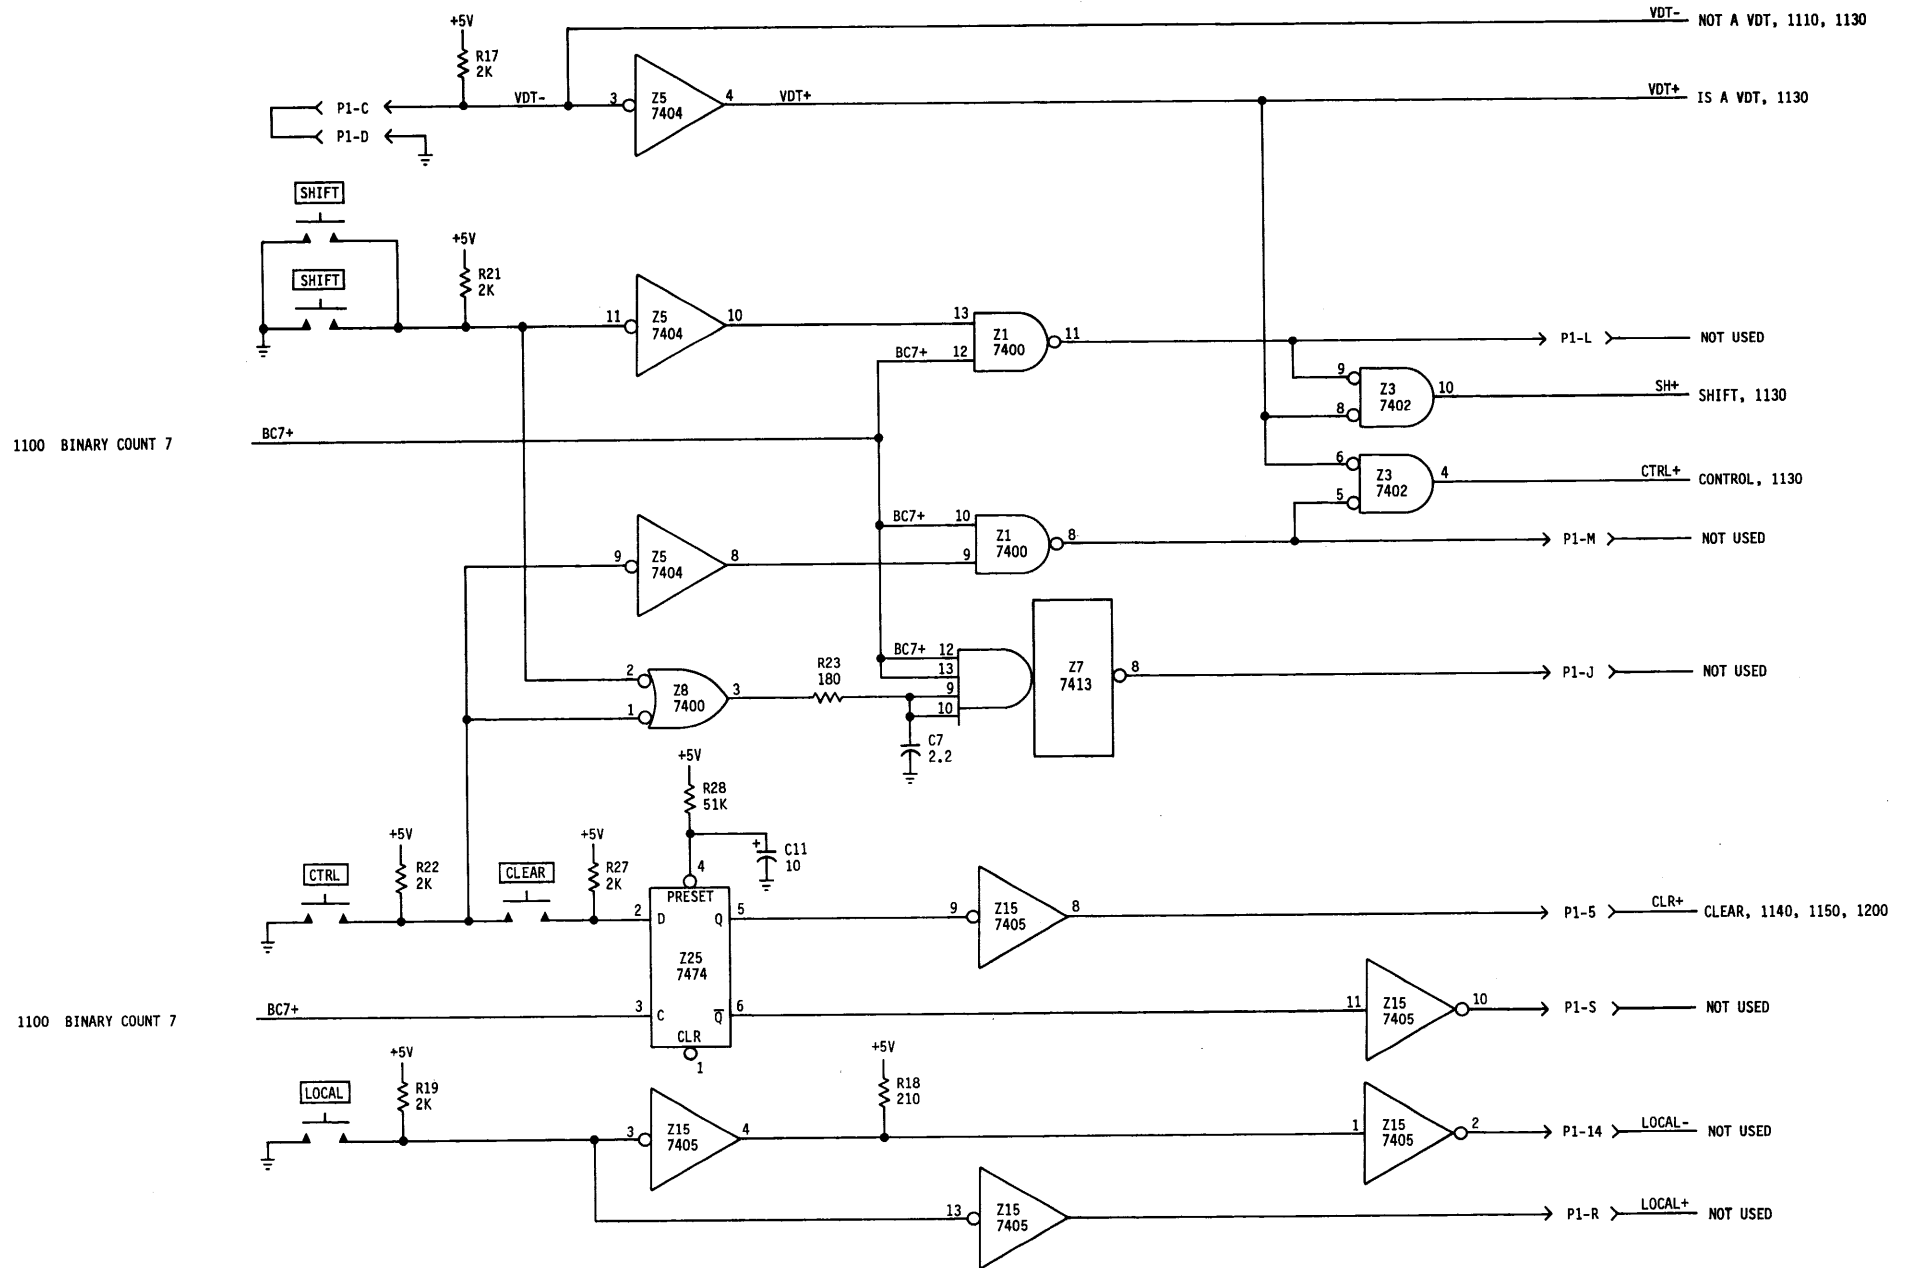 +5V
R17
2K
VDT-
NOT A VDT, 1110, 1130
P1-C
VDT-
3
Z5
7404
4
VDT+
VDT+
IS A VDT, 1130
P1-D
SHIFT
+5V
SHIFT
R21
2K
11
Z5
7404
10
13
BC7+
12
Z1
7400
11
P1-L
NOT USED
9
8
Z3
7402
10
SH+
SHIFT, 1130
1100 BINARY COUNT 7
BC7+
6
5
Z3
7402
4
CTRL+
CONTROL, 1130
BC7+
10
9
Z1
7400
8
P1-M
NOT USED
9
Z5
7404
8
2
1
Z8
7400
3
R23
180
BC7+
12
13
9
10
Z7
7413
8
P1-J
NOT USED
C7
2.2
+5V
R28
51K
C11
10
+
4
CTRL
+5V
R22
2K
CLEAR
+5V
R27
2K
PRESET
2
D
Q
5
Z25
7474
9
Z15
7405
8
P1-5
CLR+
CLEAR, 1140, 1150, 1200
1100 BINARY COUNT 7
BC7+
3
C
Q
6
CLR
1
11
Z15
7405
10
P1-S
NOT USED
LOCAL
+5V
R19
2K
3
Z15
7405
4
+5V
R18
210
1
Z15
7405
2
P1-14
LOCAL-
NOT USED
13
Z15
7405
P1-R
LOCAL+
NOT USED